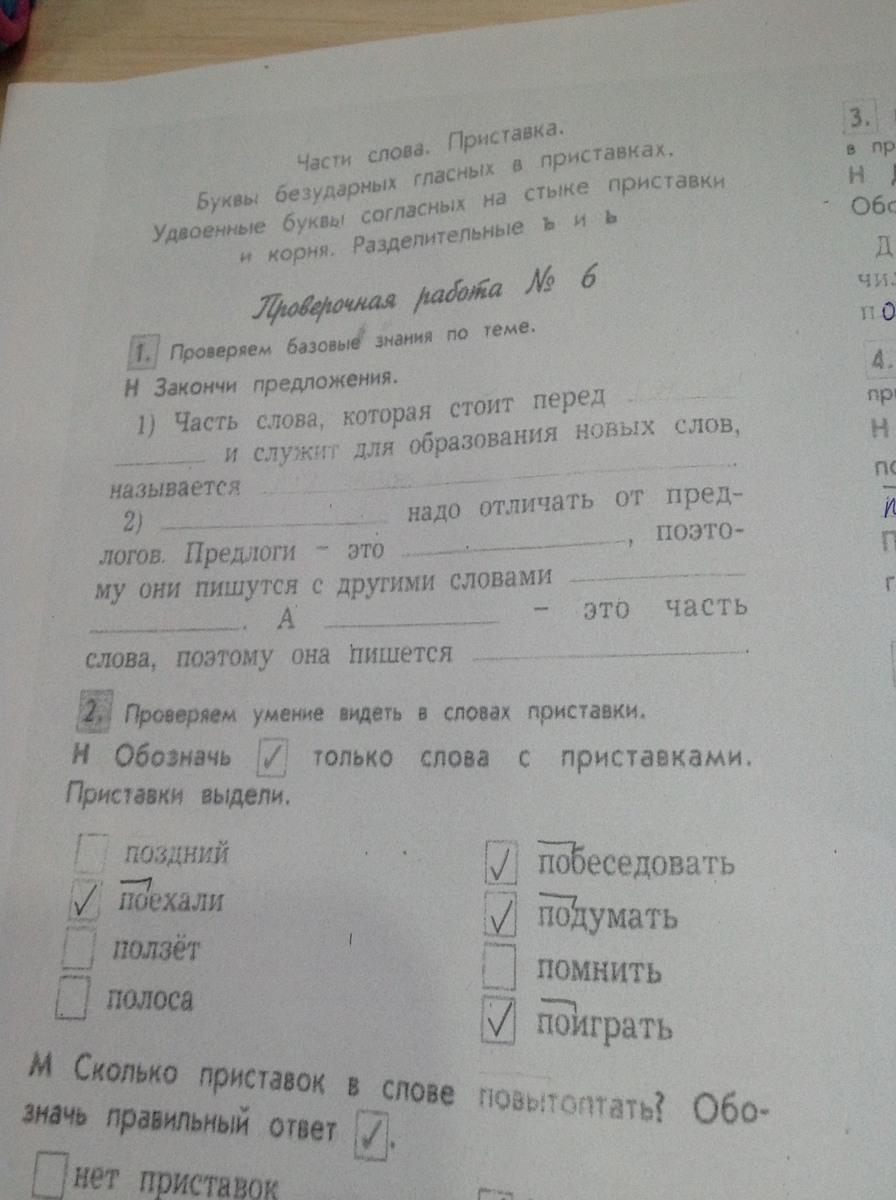 Части слова. Приставка.
Буквы безударных гласных в приставках.
Удвоенные буквы согласных на стыке приставки
и корня. Разделительные ъ и ь
Проверочная работа № 6
1. Проверяем базовые знания по теме.
Н Закончи предложения.
1) Часть слова, которая стоит перед
и служит для образования новых слов,
называется .
2) надо отличать от пред-
логов. Предлоги – это , поэто-
му они пишутся с другими словами
. А – это часть
слова, поэтому она пишется .
2. Проверяем умение видеть в словах приставки.
Н Обозначь ✓ только слова с приставками.
Приставки выдели.
поздний
✓ поехали
ползёт
полоса
✓ побеседовать
✓ подумать
помнить
✓ поиграть
М Сколько приставок в слове повытоптать? Обо-
значь правильный ответ ✓.
нет приставок
3.
в пр
Н
Обо
Д
чи
по
4.
при
Н
по
п
П
г